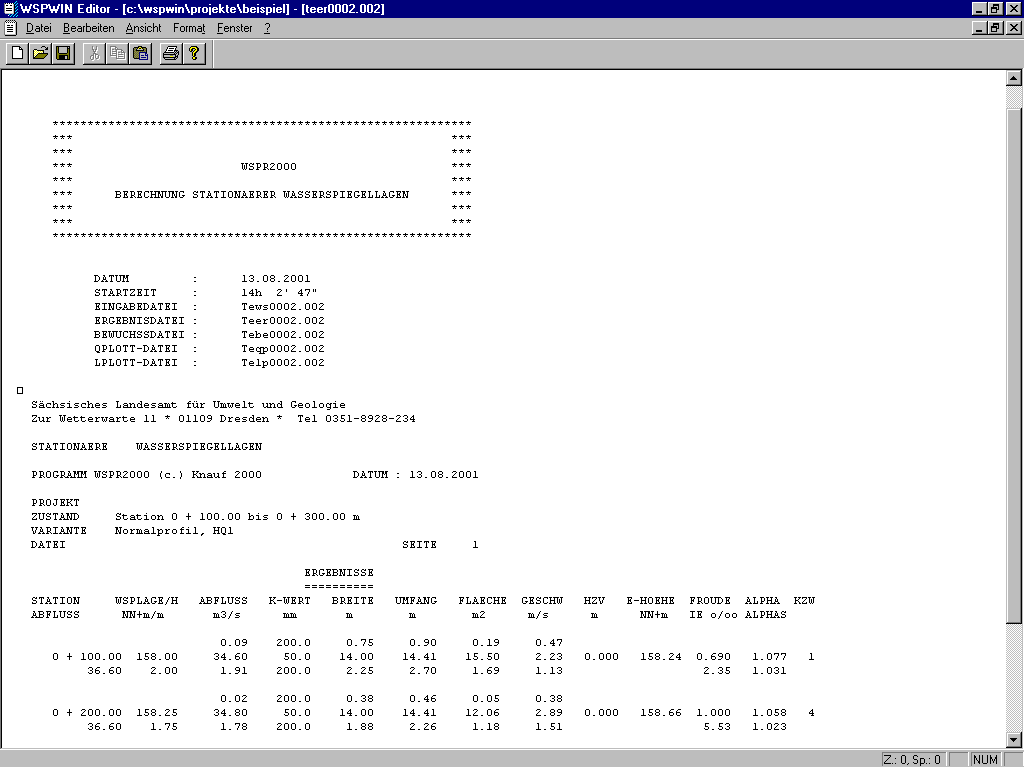 WSPWIN Editor - [c:\wspwin\projekte\beispiel] - [teer0002.002]
Datei Bearbeiten Ansicht Format Fenster ?
************************************************************
*** ***
*** ***
*** WSPR2000 ***
*** ***
*** BERECHNUNG STATIONAERER WASSERSPIEGELLAGEN ***
*** ***
*** ***
************************************************************
DATUM : 13.08.2001
STARTZEIT : 14h 2' 47"
EINGABEDATEI : Tews0002.002
ERGEBNISDATEI : Teer0002.002
BEWUCHSSDATEI : Tebe0002.002
QPLOTT-DATEI : Teqp0002.002
LPLOTT-DATEI : Telp0002.002
Sächsisches Landesamt für Umwelt und Geologie
Zur Wetterwarte 11 * 01109 Dresden * Tel 0351-8928-234
STATIONAERE WASSERSPIEGELLAGEN
PROGRAMM WSPR2000 (c.) Knauf 2000 DATUM : 13.08.2001
PROJEKT
ZUSTAND Station 0 + 100.00 bis 0 + 300.00 m
VARIANTE Normalprofil, HQ1
DATEI SEITE 1
ERGEBNISSE
==========
STATION WSPLAGE/H ABFLUSS K-WERT BREITE UMFANG FLAECHE GESCHW HZV E-HOEHE FROUDE ALPHA KZW
ABFLUSS NN+m/m m3/s mm m m m2 m/s m NN+m IE o/oo ALPHAS
0.09 200.0 0.75 0.90 0.19 0.47
0 + 100.00 158.00 34.60 50.0 14.00 14.41 15.50 2.23 0.000 158.24 0.690 1.077 1
36.60 2.00 1.91 200.0 2.25 2.70 1.69 1.13 2.35 1.031
0.02 200.0 0.38 0.46 0.05 0.38
0 + 200.00 158.25 34.80 50.0 14.00 14.41 12.06 2.89 0.000 158.66 1.000 1.058 4
36.60 1.75 1.78 200.0 1.88 2.26 1.18 1.51 5.53 1.023
Z.: 0, Sp.: 0 NUM